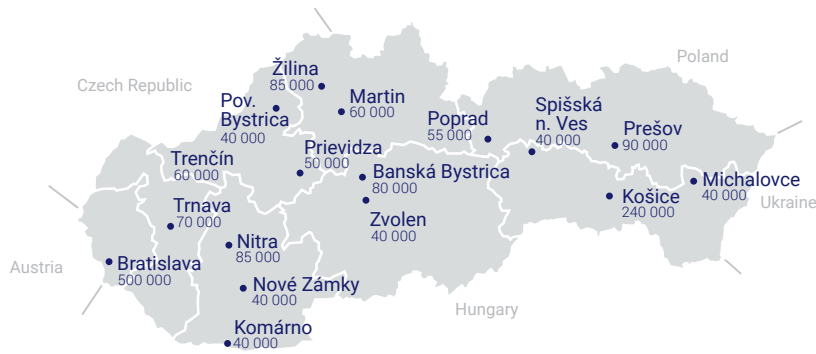 Poland
Czech Republic
Žilina
85 000
Martin
60 000
Pov.
Bystrica
40 000
Poprad
55 000
Spišská
n. Ves
40 000
Prešov
90 000
Trenčín
60 000
Prievidza
50 000
Banská Bystrica
80 000
Michalovce
40 000
Košice
240 000
Ukraine
Trnava
70 000
Zvolen
40 000
Nitra
85 000
Austria
Bratislava
500 000
Nové Zámky
40 000
Hungary
Komárno
40 000